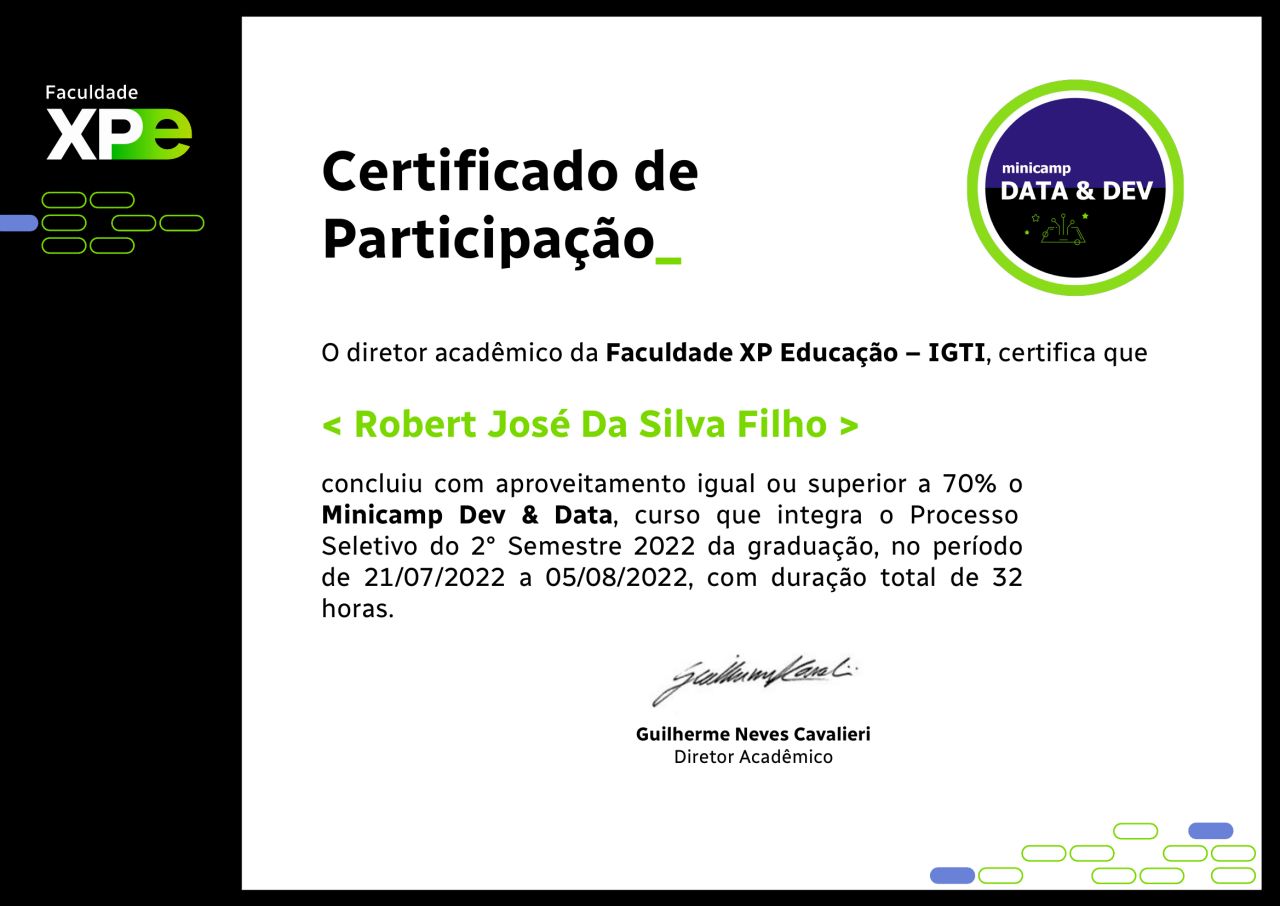 Faculdade
XPe
Certificado de
Participação_
minicamp
DATA & DEV
O diretor acadêmico da Faculdade XP Educação – IGTI, certifica que
< Robert José Da Silva Filho >
concluiu com aproveitamento igual ou superior a 70% o
Minicamp Dev & Data, curso que integra o Processo
Seletivo do 2° Semestre 2022 da graduação, no período
de 21/07/2022 a 05/08/2022, com duração total de 32
horas.
Guilherme Neves Cavalieri
Diretor Acadêmico